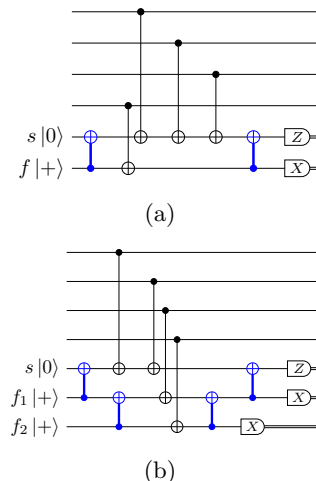 s |0⟩ Z
f |+⟩ X
(a)
s |0⟩ Z
f₁ |+⟩ X
f₂ |+⟩ X
(b)